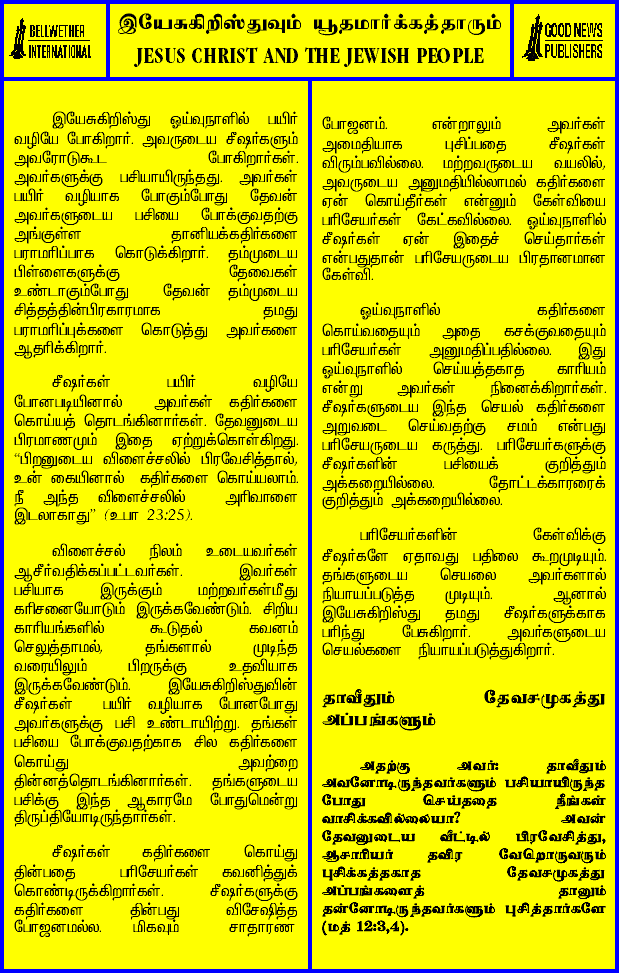 BELLWETHER
INTERNATIONAL
இயேசுகிறிஸ்துவும் யூதமார்க்கத்தாரும்
JESUS CHRIST AND THE JEWISH PEOPLE
GOOD NEWS
PUBLISHERS
இயேசுகிறிஸ்து ஓய்வுநாளில் பயிர்
வழியே போகிறார். அவருடைய சீஷர்களும்
அவரோடுகூட போகிறார்கள்.
அவர்களுக்கு பசியாயிருந்தது. அவர்கள்
பயிர் வழியாக போகும்போது தேவன்
அவர்களுடைய பசியை போக்குவதற்கு
அங்குள்ள தானியக்கதிர்களை
பராமரிப்பாக கொடுக்கிறார். தம்முடைய
பிள்ளைகளுக்கு தேவைகள்
உண்டாகும்போது தேவன் தம்முடைய
சித்தத்தின்பிரகாரமாக தமது
பராமரிப்புக்களை கொடுத்து அவர்களை
ஆதரிக்கிறார்.
சீஷர்கள் பயிர் வழியே
போனபடியினால் அவர்கள் கதிர்களை
கொய்யத் தொடங்கினார்கள். தேவனுடைய
பிரமாணமும் இதை ஏற்றுக்கொள்கிறது.
“பிறனுடைய விளைச்சலில் பிரவேசித்தால்,
உன் கையினால் கதிர்களை கொய்யலாம்.
நீ அந்த விளைச்சலில் அரிவாளை
இடலாகாது” (உபா 23:25).
விளைச்சல் நிலம் உடையவர்கள்
ஆசீர்வதிக்கப்பட்டவர்கள். இவர்கள்
பசியாக இருக்கும் மற்றவர்கள்மீது
கரிசனையோடும் இருக்கவேண்டும். சிறிய
காரியங்களில் கூடுதல் கவனம்
செலுத்தாமல், தங்களால் முடிந்த
வரையிலும் பிறருக்கு உதவியாக
இருக்கவேண்டும். இயேசுகிறிஸ்துவின்
சீஷர்கள் பயிர் வழியாக போனபோது
அவர்களுக்கு பசி உண்டாயிற்று. தங்கள்
பசியை போக்குவதற்காக சில கதிர்களை
கொய்து அவற்றை
தின்னத்தொடங்கினார்கள். தங்களுடைய
பசிக்கு இந்த ஆகாரமே போதுமென்று
திருப்தியோடிருந்தார்கள்.
சீஷர்கள் கதிர்களை கொய்து
தின்பதை பரிசேயர்கள் கவனித்துக்
கொண்டிருக்கிறார்கள். சீஷர்களுக்கு
கதிர்களை தின்பது விசேஷித்த
போஜனமல்ல. மிகவும் சாதாரண
போஜனம். என்றாலும் அவர்கள்
அமைதியாக புசிப்பதை சீஷர்கள்
விரும்பவில்லை. மற்றவருடைய வயலில்,
அவருடைய அனுமதியில்லாமல் கதிர்களை
ஏன் கொய்தீர்கள் என்னும் கேள்வியை
பரிசேயர்கள் கேட்கவில்லை. ஓய்வுநாளில்
சீஷர்கள் ஏன் இதைச் செய்தார்கள்
என்பதுதான் பரிசேயருடைய பிரதானமான
கேள்வி.
ஓய்வுநாளில் கதிர்களை
கொய்வதையும் அதை கசக்குவதையும்
பரிசேயர்கள் அனுமதிப்பதில்லை. இது
ஓய்வுநாளில் செய்யத்தகாத காரியம்
என்று அவர்கள் நினைக்கிறார்கள்.
சீஷர்களுடைய இந்த செயல் கதிர்களை
அறுவடை செய்வதற்கு சமம் என்பது
பரிசேயருடைய கருத்து. பரிசேயர்களுக்கு
சீஷர்களின் பசியைக் குறித்தும்
அக்கறையில்லை. தோட்டக்காரரைக்
குறித்தும் அக்கறையில்லை.
பரிசேயர்களின் கேள்விக்கு
சீஷர்களே ஏதாவது பதிலை கூறமுடியும்.
தங்களுடைய செயலை அவர்களால்
நியாயப்படுத்த முடியும். ஆனால்
இயேசுகிறிஸ்து தமது சீஷர்களுக்காக
பரிந்து பேசுகிறார். அவர்களுடைய
செயல்களை நியாயப்படுத்துகிறார்.
தாவீதும் தேவசமுகத்து
அப்பங்களும்
அதற்கு அவர்: தாவீதும்
அவனோடிருந்தவர்களும் பசியாயிருந்த
போது செய்ததை நீங்கள்
வாசிக்கவில்லையா? அவன்
தேவனுடைய வீட்டில் பிரவேசித்து,
ஆசாரியர் தவிர வேறொருவரும்
புசிக்கத்தகாத தேவசமுகத்து
அப்பங்களைத் தானும்
தன்னோடிருந்தவர்களும் புசித்தார்களே
(மத் 12:3,4).